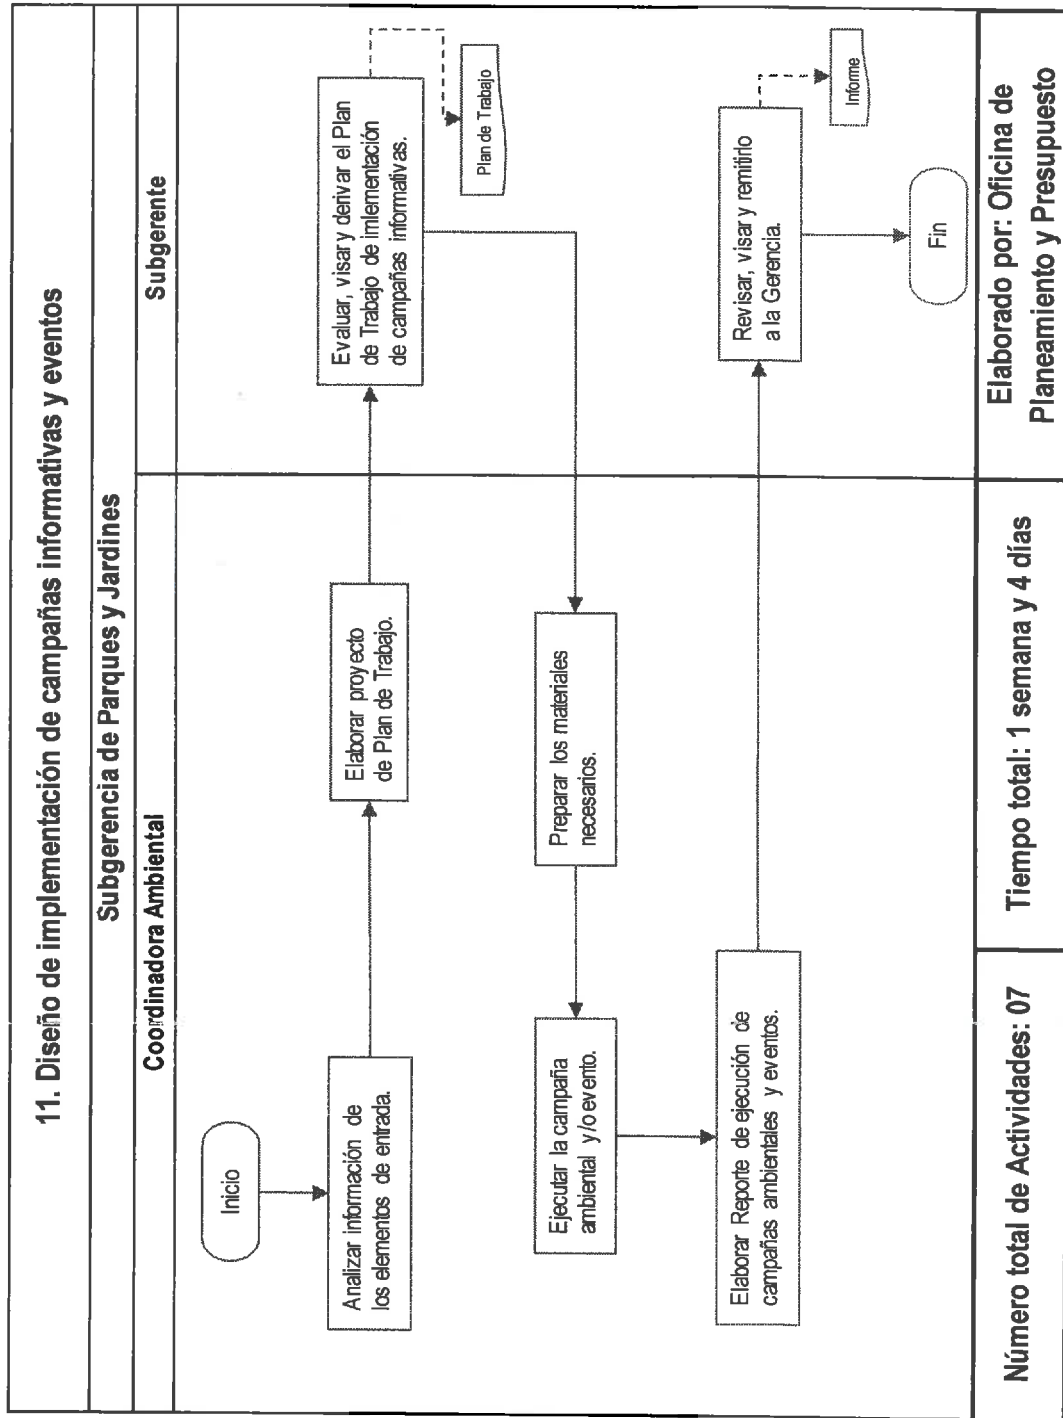 11. Diseño de implementación de campañas informativas y eventos
Subgerencia de Parques y Jardines
Coordinadora Ambiental
Subgerente
Inicio
Analizar información de
los elementos de entrada.
Elaborar proyecto
de Plan de Trabajo.
Evaluar, visar y derivar el Plan
de Trabajo de imlementación
de campañas informativas.
Plan de Trabajo
Preparar los materiales
necesarios.
Ejecutar la campaña
ambiental y/o evento.
Elaborar Reporte de ejecución de
campañas ambientales y eventos.
Revisar, visar y remitirlo
a la Gerencia.
Informe
Fin
Número total de Actividades: 07
Tiempo total: 1 semana y 4 días
Elaborado por: Oficina de
Planeamiento y Presupuesto